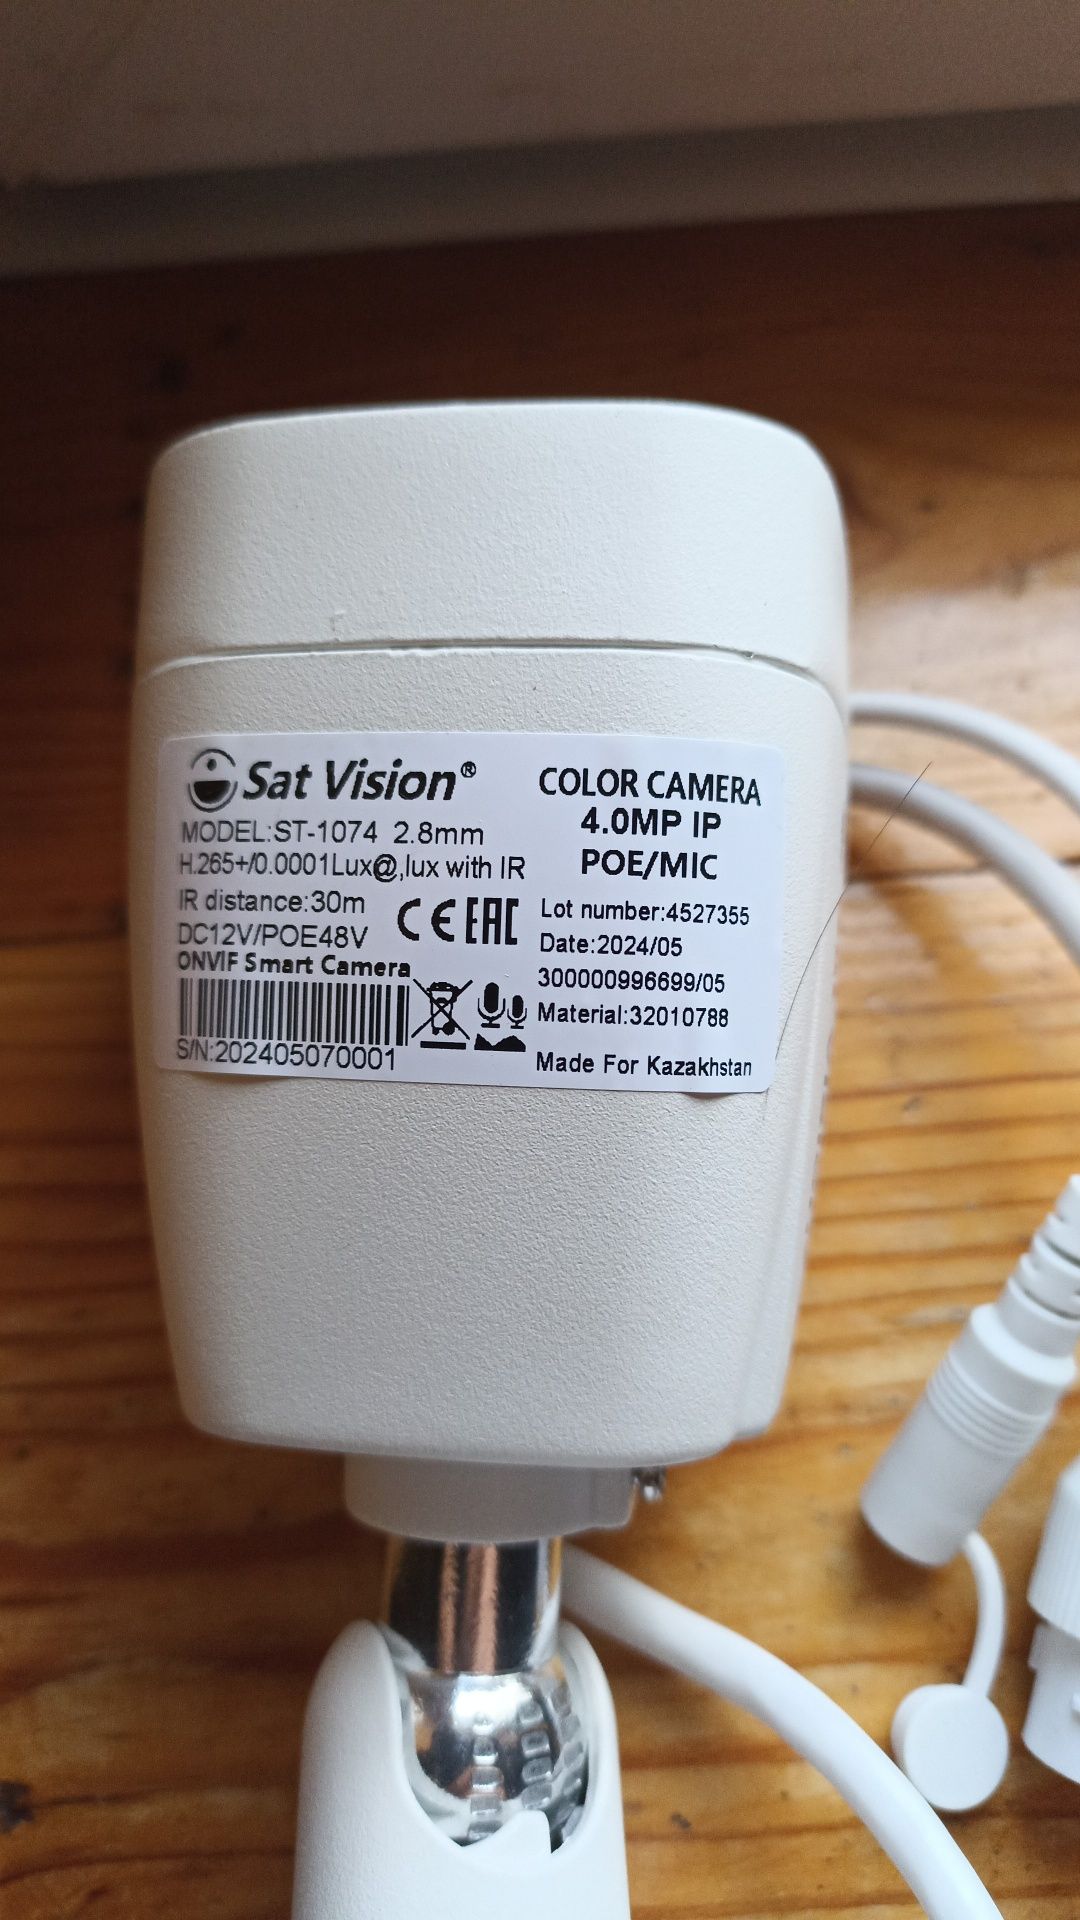 Sat Vision®
MODEL:ST-1074 2.8mm
H.265+/0.0001Lux@,lux with IR
IR distance:30m
DC12V/POE48V
CE EAC
ONVIF Smart Camera
S/N:202405070001
COLOR CAMERA
4.0MP IP
POE/MIC
Lot number:4527355
Date:2024/05
300000996699/05
Material:32010788
Made For Kazakhstan